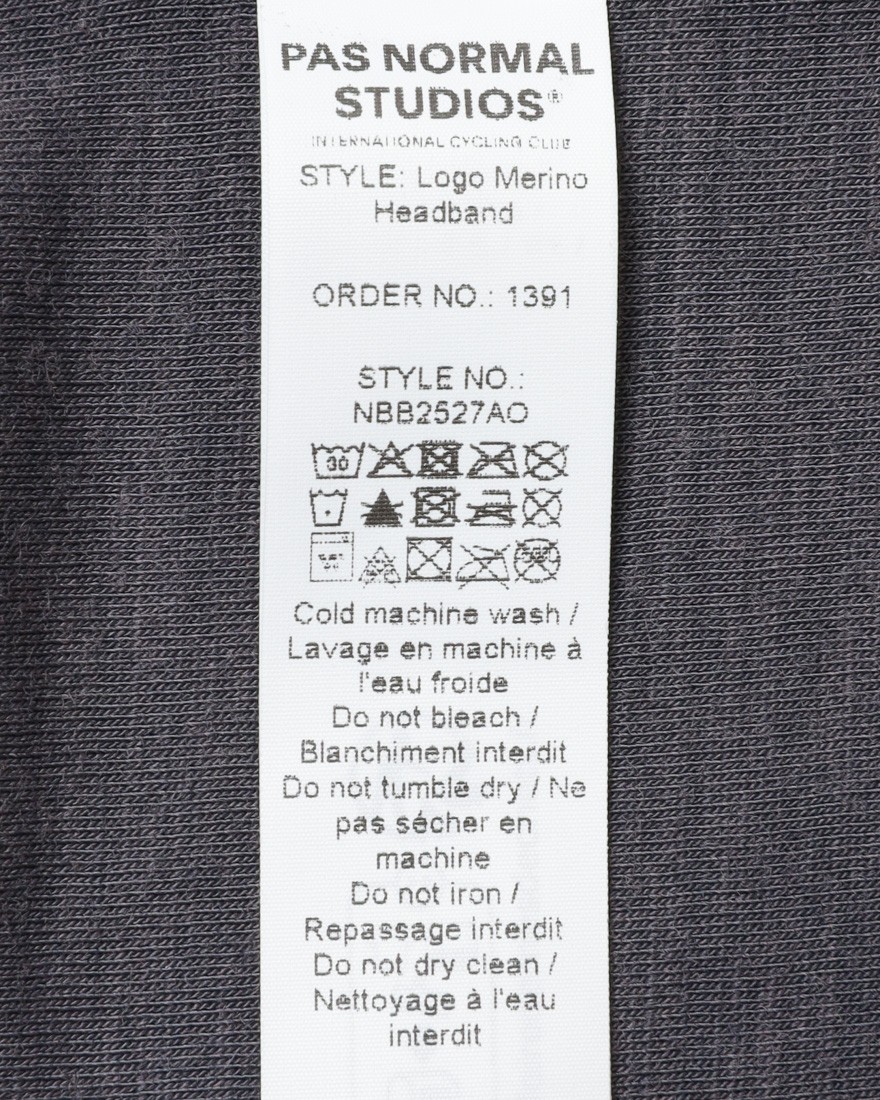 PAS NORMAL
STUDIOS®
INTERNATIONAL CYCLING CLUB
STYLE: Logo Merino
Headband
ORDER NO.: 1391
STYLE NO.:
NBB2527AO
30
Cold machine wash /
Lavage en machine à
l'eau froide
Do not bleach /
Blanchiment interdit
Do not tumble dry / Ne
pas sécher en
machine
Do not iron /
Repassage interdit
Do not dry clean /
Nettoyage à l'eau
interdit